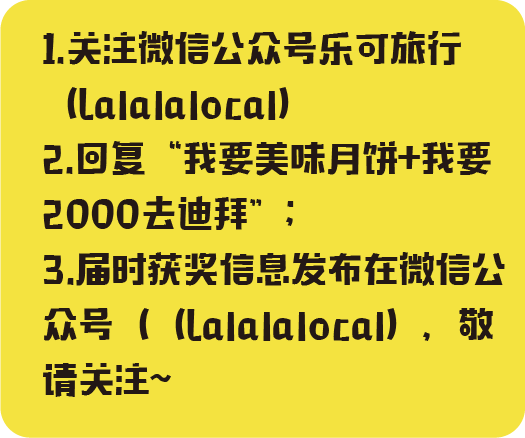 1.关注微信公众号乐可旅行
（Lalalalocal）
2.回复“我要美味月饼+我要
2000去迪拜”；
3.届时获奖信息发布在微信公
众号（（Lalalalocal），敬
请关注~